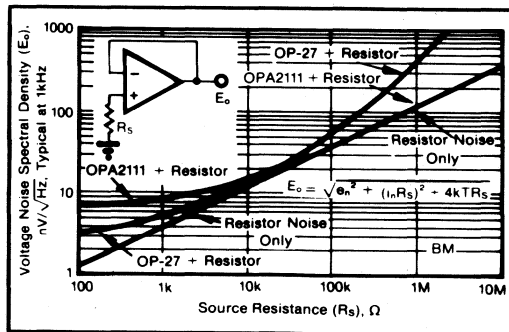 Voltage Noise Spectral Density (Eo),
nV/√Hz, Typical at 1kHz
1000
100
10
1
OP-27 + Resistor
OPA2111 + Resistor
−
+
Eo
RS
Resistor Noise
Only
OPA2111 + Resistor
Eo = √en² + (inRS)² + 4kTRS
Resistor Noise
Only
BM
OP-27 + Resistor
100 1k 10k 100k 1M 10M
Source Resistance (RS), Ω